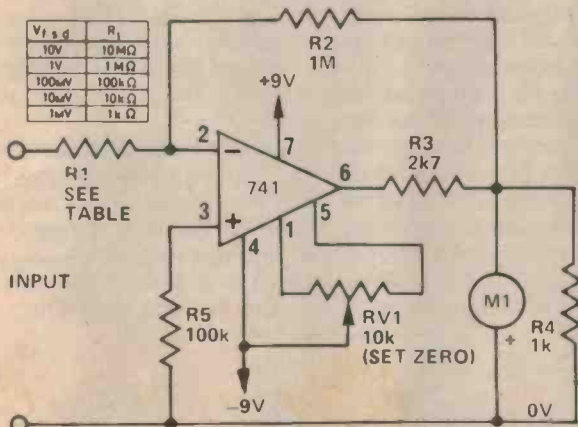 Vf s d R1
10V 10MΩ
1V 1MΩ
100mV 100kΩ
10mV 10kΩ
1mV 1kΩ
R2
1M
+9V
2
7
R1
SEE
TABLE
741
6
R3
2k7
3
4
1
5
INPUT
R5
100k
RV1
10k
(SET ZERO)
M1
+
R4
1k
-9V
0V